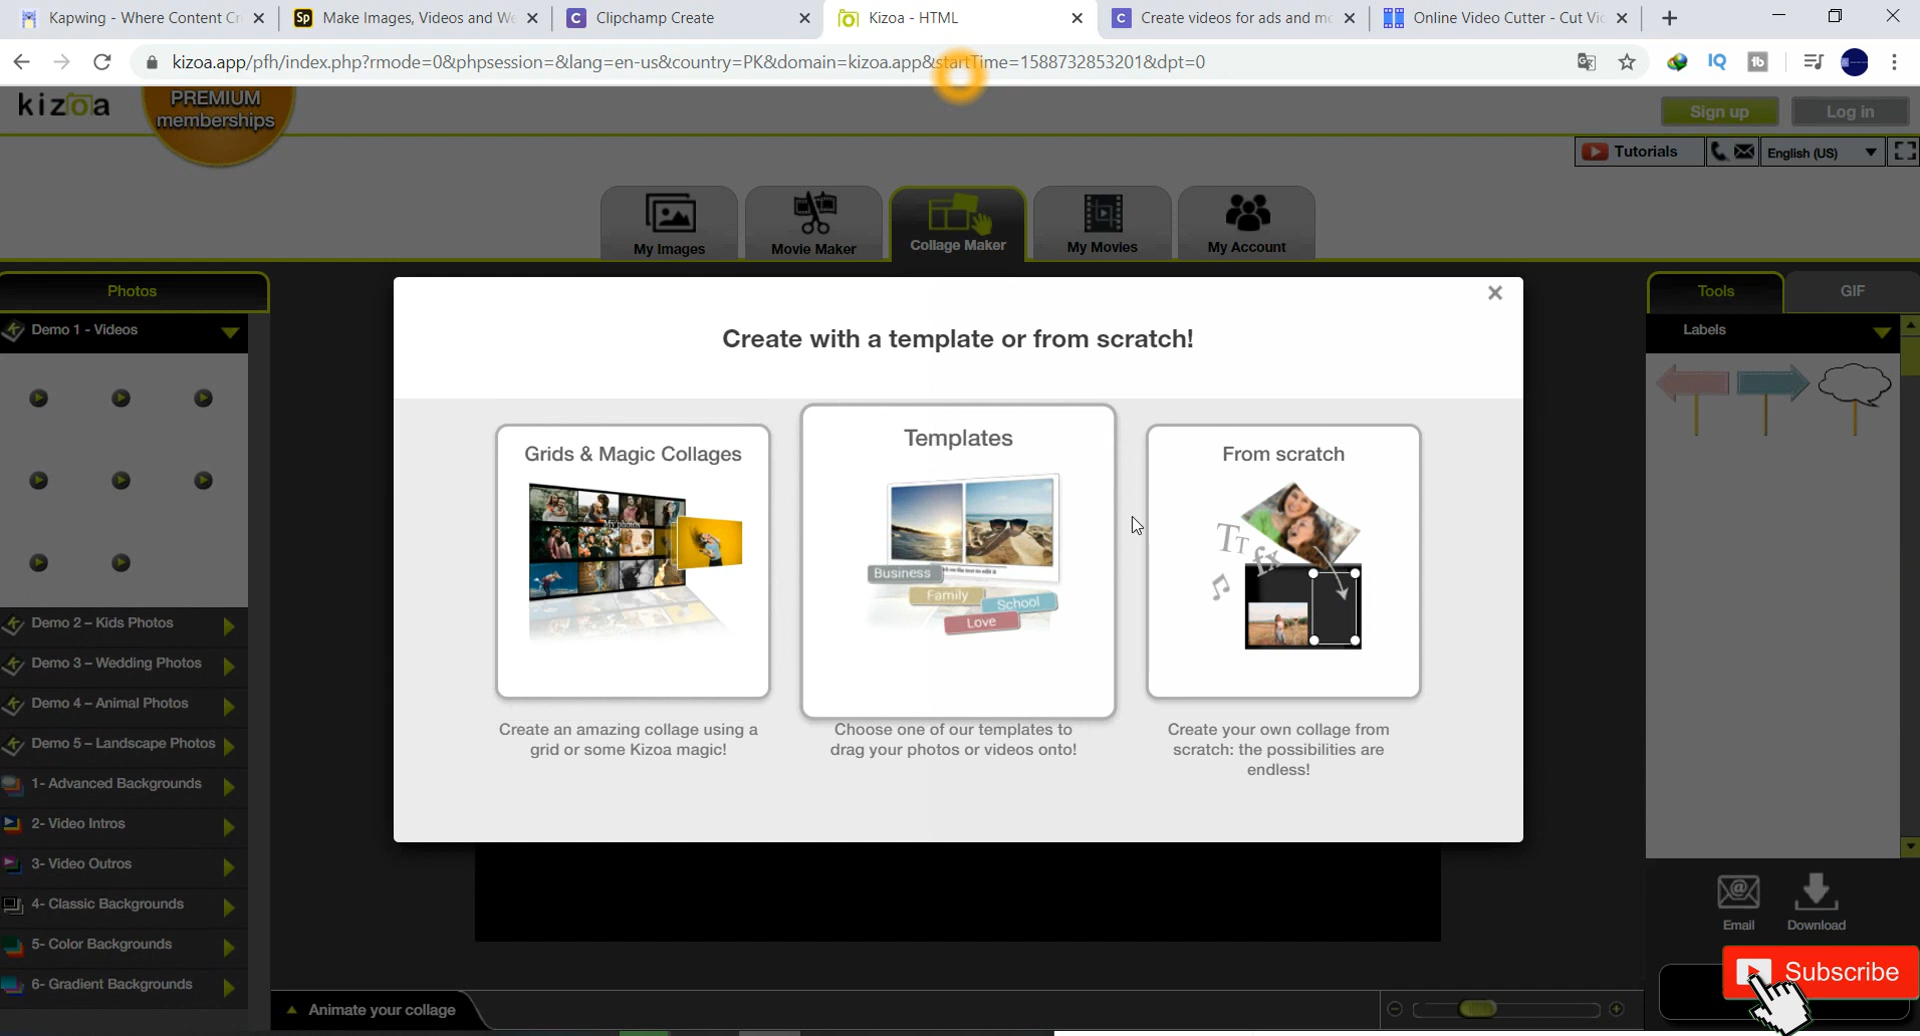 Kapwing - Where Content Cr
Make Images, Videos and We
Clipchamp Create
Kizoa - HTML
Create videos for ads and mo
Online Video Cutter - Cut Vid
kizoa.app/pfh/index.php?rmode=0&phpsession=&lang=en-us&country=PK&domain=kizoa.app&startTime=1588732853201&dpt=0
kizoa
PREMIUM
memberships
Sign up
Log in
Tutorials
English (US)
My Images
Movie Maker
Collage Maker
My Movies
My Account
Photos
Tools
GIF
Demo 1 - Videos
Labels
Create with a template or from scratch!
Grids & Magic Collages
Templates
From scratch
My photos
Business
Family
School
Love
Create an amazing collage using a
grid or some Kizoa magic!
Choose one of our templates to
drag your photos or videos onto!
Create your own collage from
scratch: the possibilities are
endless!
Demo 2 – Kids Photos
Demo 3 – Wedding Photos
Demo 4 – Animal Photos
Demo 5 – Landscape Photos
1- Advanced Backgrounds
2- Video Intros
3- Video Outros
4- Classic Backgrounds
5- Color Backgrounds
6- Gradient Backgrounds
Email
Download
Subscribe
Animate your collage